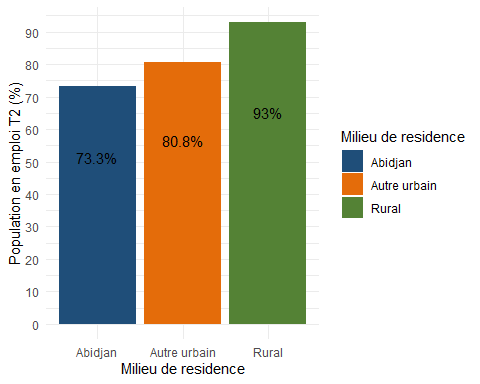 Population en emploi T2 (%)
90
80
70
60
50
40
30
20
10
0
73.3%
80.8%
93%
Abidjan
Autre urbain
Rural
Milieu de residence
Milieu de residence
Abidjan
Autre urbain
Rural